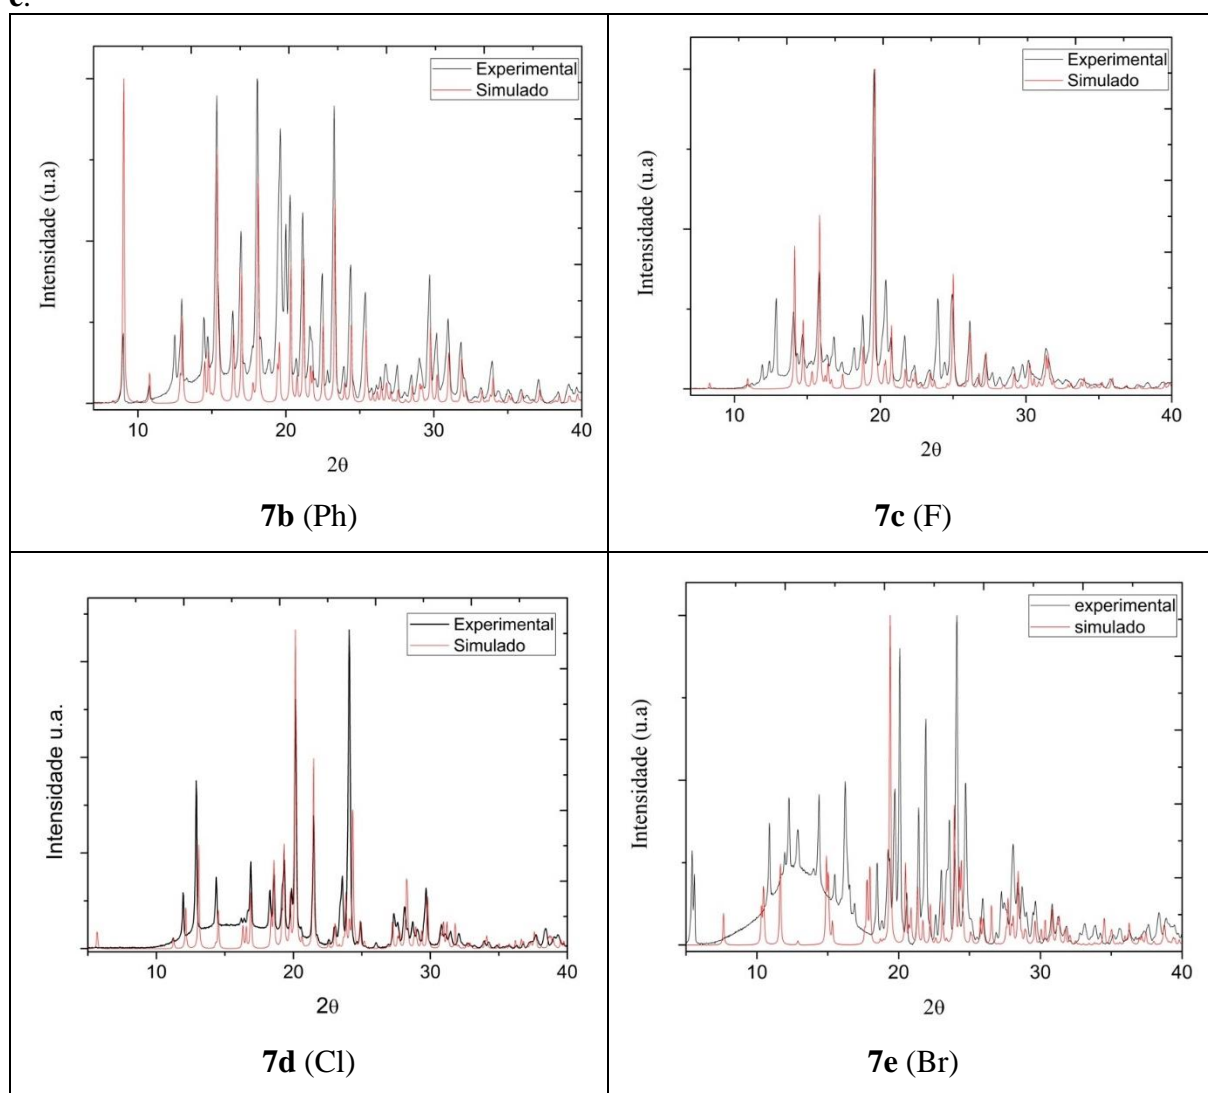 c.
Experimental
Simulado
Intensidade (u.a)
10
20
30
40
2θ
7b (Ph)
Experimental
Simulado
Intensidade (u.a)
10
20
30
40
2θ
7c (F)
Experimental
Simulado
Intensidade u.a.
10
20
30
40
2θ
7d (Cl)
experimental
simulado
Intensidade (u.a)
10
20
30
40
2θ
7e (Br)